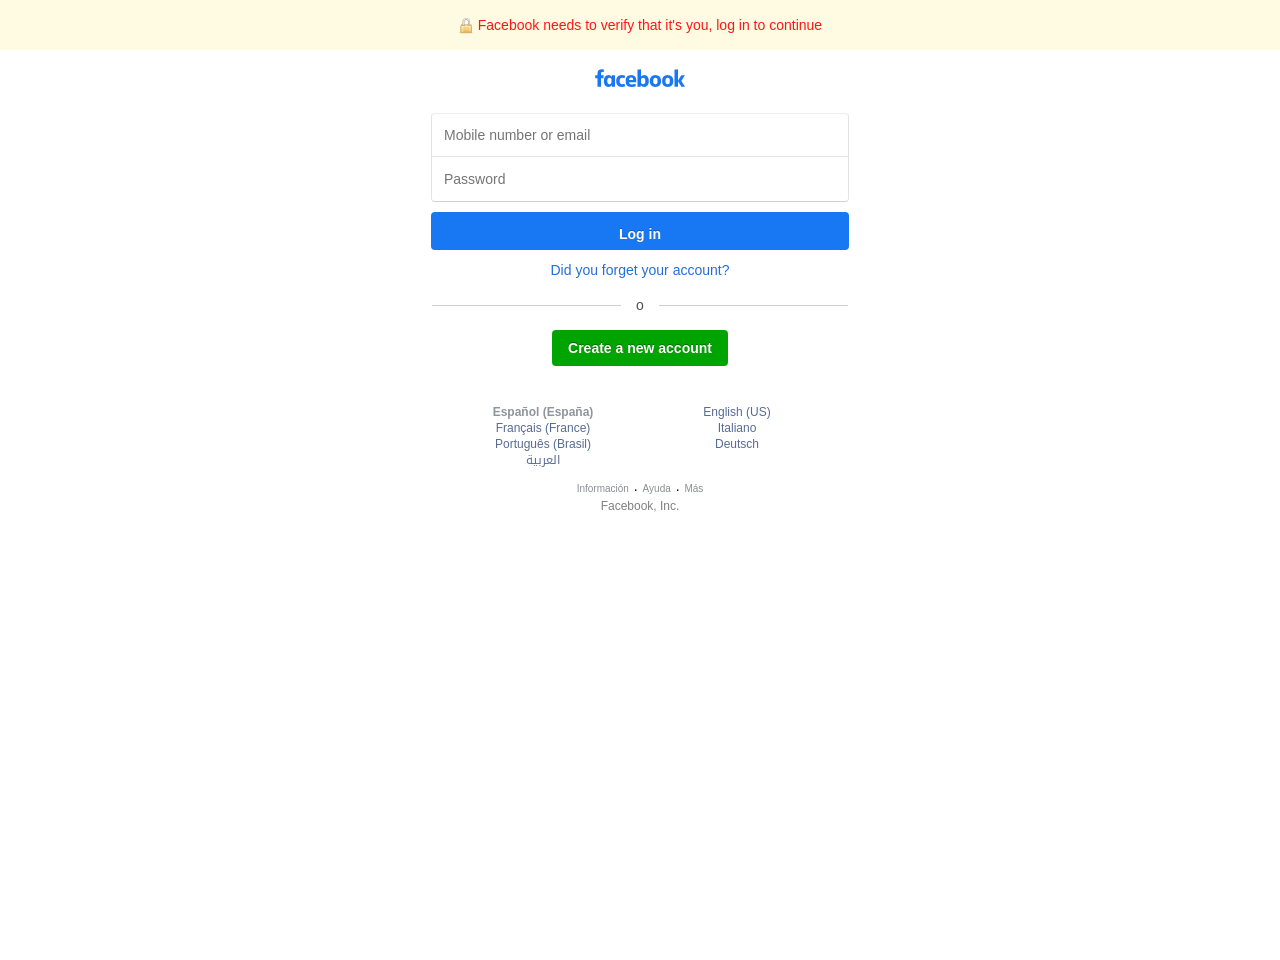 Facebook needs to verify that it's you, log in to continue
facebook
Mobile number or email
Password
Log in
Did you forget your account?
o
Create a new account
Español (España)
English (US)
Français (France)
Italiano
Português (Brasil)
Deutsch
العربية
Información · Ayuda · Más
Facebook, Inc.